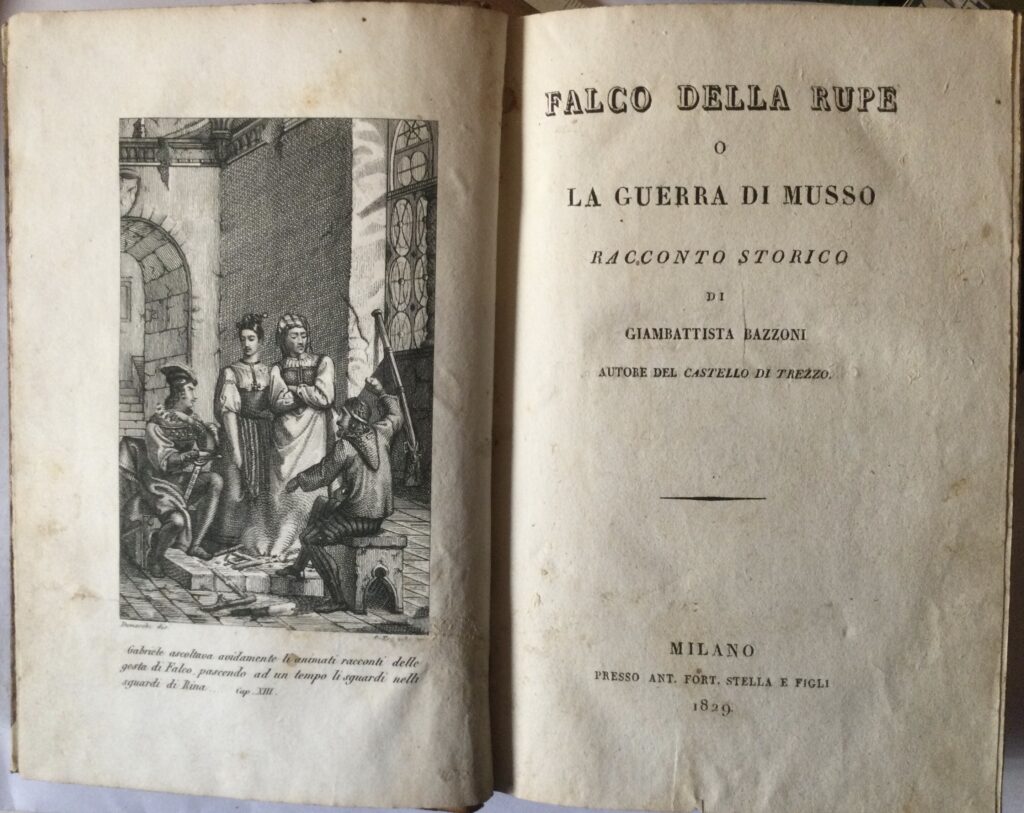 Gabriele ascoltava avidamente li animati racconti delle
gesta di Falco pascendo ad un tempo li sguardi nelli
sguardi di Rina. Cap. XIII.
FALCO DELLA RUPE
O
LA GUERRA DI MUSSO
RACCONTO STORICO
DI
GIAMBATTISTA BAZZONI
AUTORE DEL CASTELLO DI TREZZO.
MILANO
PRESSO ANT. FORT. STELLA E FIGLI
1829